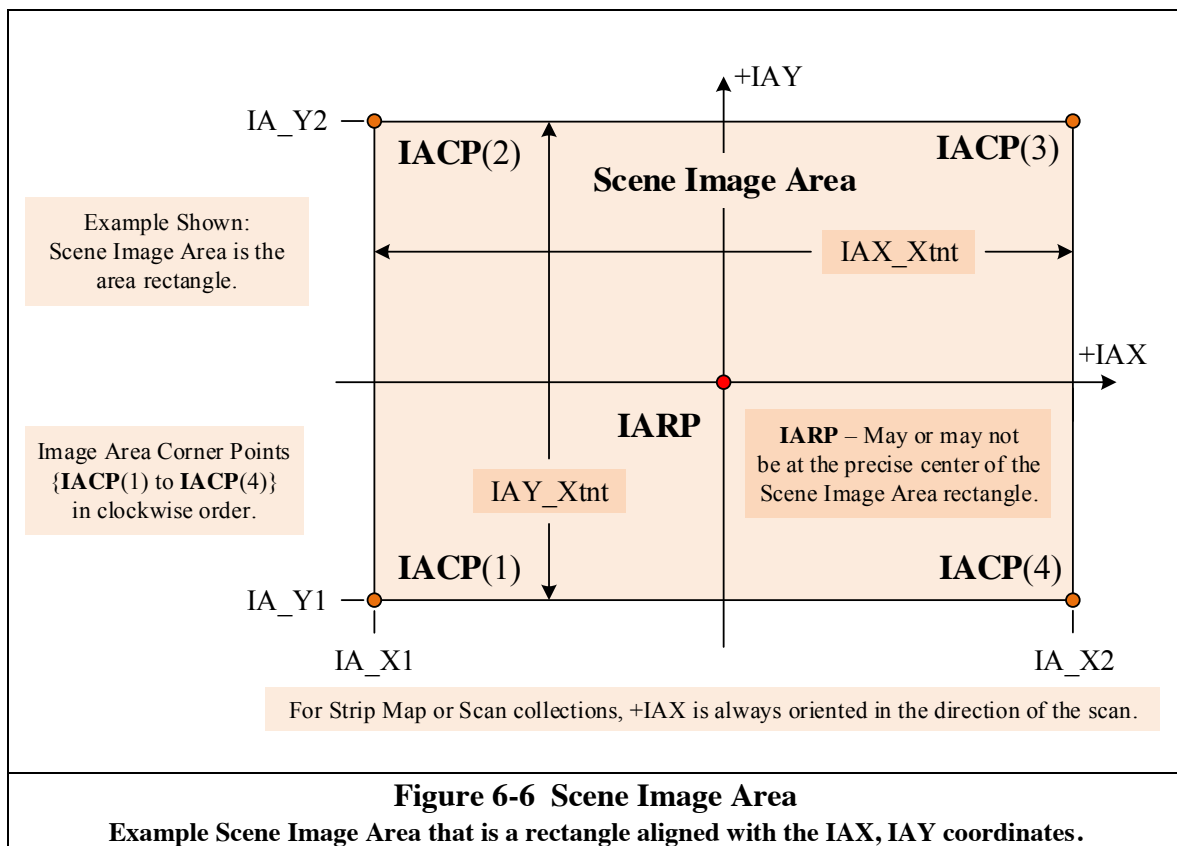 +IAY
IA_Y2
IACP(2)
IACP(3)
Scene Image Area
Example Shown:
Scene Image Area is the
area rectangle.
IAX_Xtnt
+IAX
IARP
IARP – May or may not
be at the precise center of the
Scene Image Area rectangle.
Image Area Corner Points
{IACP(1) to IACP(4)}
in clockwise order.
IAY_Xtnt
IACP(1)
IACP(4)
IA_Y1
IA_X1
IA_X2
For Strip Map or Scan collections, +IAX is always oriented in the direction of the scan.
Figure 6-6 Scene Image Area
Example Scene Image Area that is a rectangle aligned with the IAX, IAY coordinates.